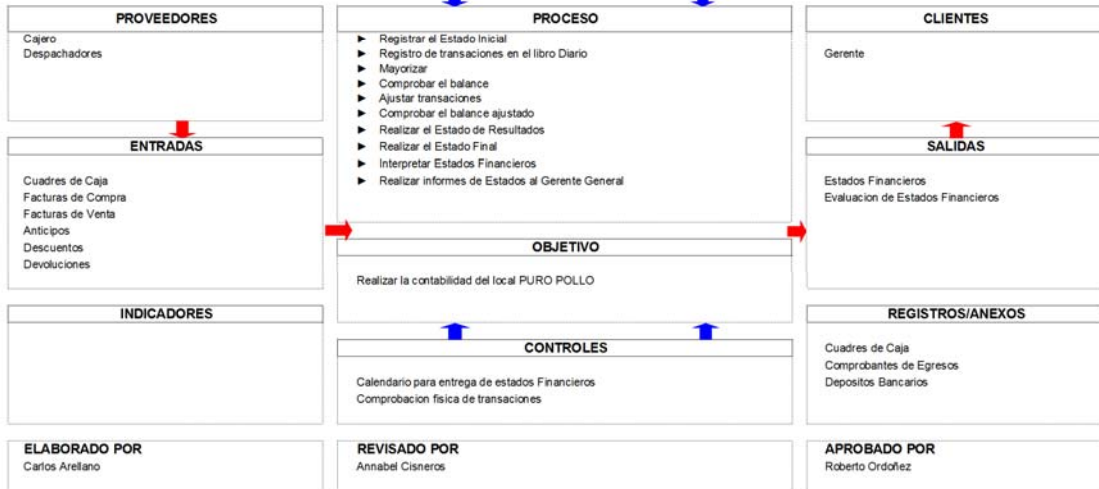 PROVEEDORES
Cajero
Despachadores
PROCESO
► Registrar el Estado Inicial
► Registro de transaciones en el libro Diario
► Mayorizar
► Comprobar el balance
► Ajustar transaciones
► Comprobar el balance ajustado
► Realizar el Estado de Resultados
► Realizar el Estado Final
► Interpretar Estados Financieros
► Realizar informes de Estados al Gerente General
CLIENTES
Gerente
ENTRADAS
Cuadres de Caja
Facturas de Compra
Facturas de Venta
Anticipos
Descuentos
Devoluciones
SALIDAS
Estados Financieros
Evaluacion de Estados Financieros
OBJETIVO
Realizar la contabilidad del local PURO POLLO
INDICADORES
CONTROLES
Calendario para entrega de estados Financieros
Comprobacion fisica de transacciones
REGISTROS/ANEXOS
Cuadres de Caja
Comprobantes de Egresos
Depositos Bancarios
ELABORADO POR
Carlos Arellano
REVISADO POR
Annabel Cisneros
APROBADO POR
Roberto Ordoñez